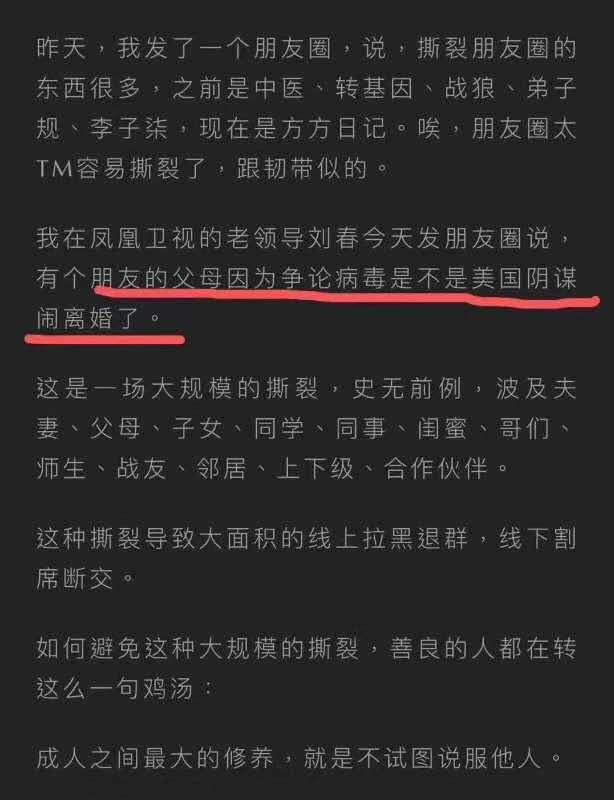 昨天，我发了一个朋友圈，说，撕裂朋友圈的
东西很多，之前是中医、转基因、战狼、弟子
规、李子柒，现在是方方日记。唉，朋友圈太
TM容易撕裂了，跟韧带似的。
我在凤凰卫视的老领导刘春今天发朋友圈说，
有个朋友的父母因为争论病毒是不是美国阴谋
闹离婚了。
这是一场大规模的撕裂，史无前例，波及夫
妻、父母、子女、同学、同事、闺蜜、哥们、
师生、战友、邻居、上下级、合作伙伴。
这种撕裂导致大面积的线上拉黑退群，线下割
席断交。
如何避免这种大规模的撕裂，善良的人都在转
这么一句鸡汤：
成人之间最大的修养，就是不试图说服他人。